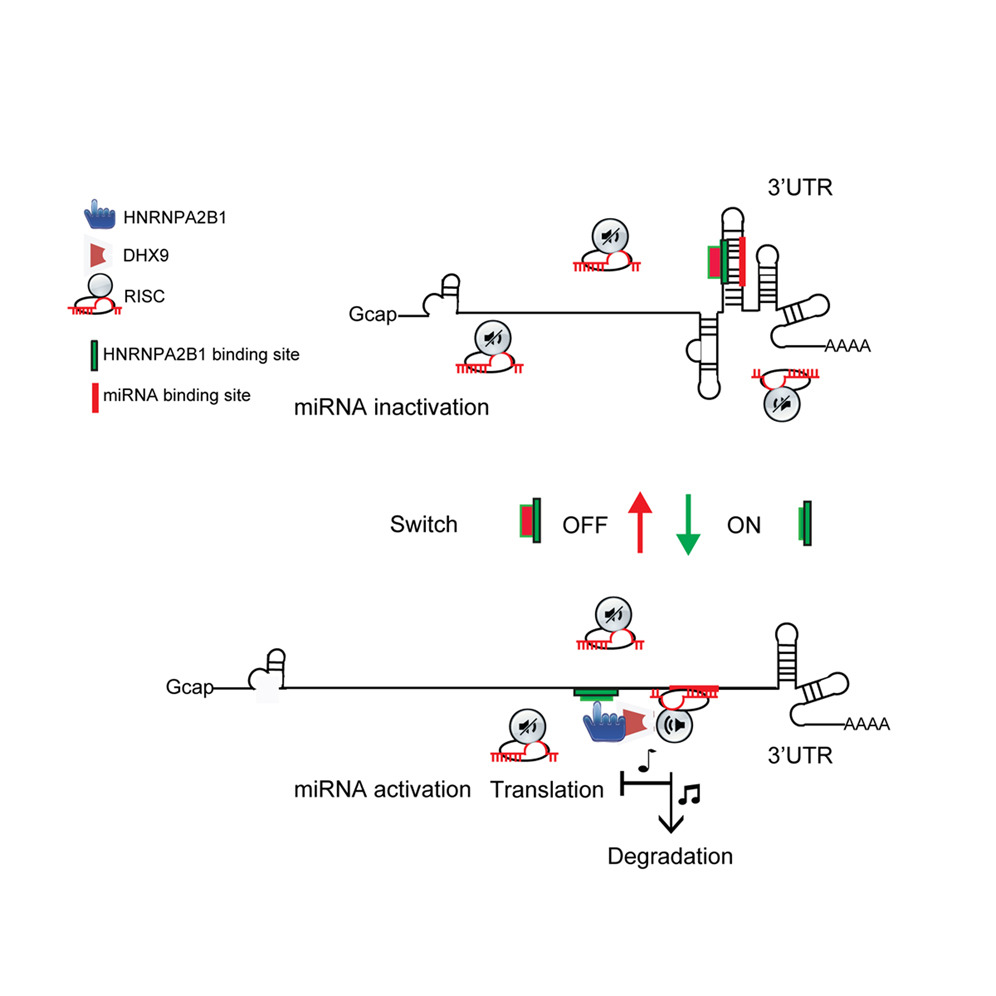 3’UTR
HNRNPA2B1
DHX9
RISC
Gcap
AAAA
HNRNPA2B1 binding site
miRNA binding site
miRNA inactivation
Switch OFF ON
Gcap
AAAA
3’UTR
miRNA activation Translation
Degradation